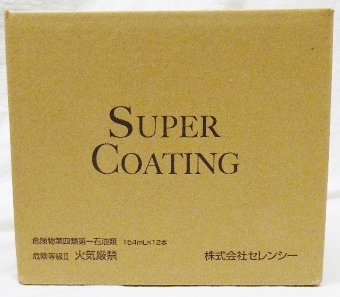 SUPER
COATING
危険物第四類第一石油類 154mL×12本
危険等級Ⅱ 火気厳禁 株式会社セレンシー